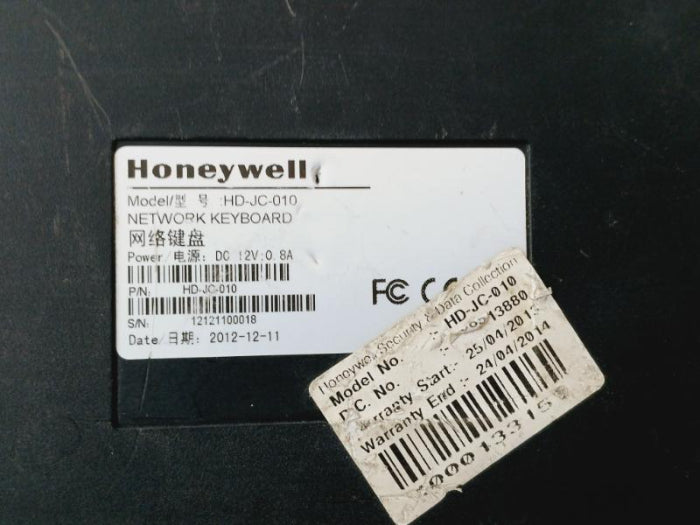 Honeywell
Model/型 号 :HD-JC-010
NETWORK KEYBOARD
网络键盘
Power/电源: DC 12V:0.8A
P/N: HD-JC-010
S/N: 12121100018
Date/日期: 2012-12-11
FC
Honeywell Security & Data Collection
Model No. HD-JC-010
No. 13880
Start:- 25/04/2013
Warranty End :- 24/04/2014
00013315